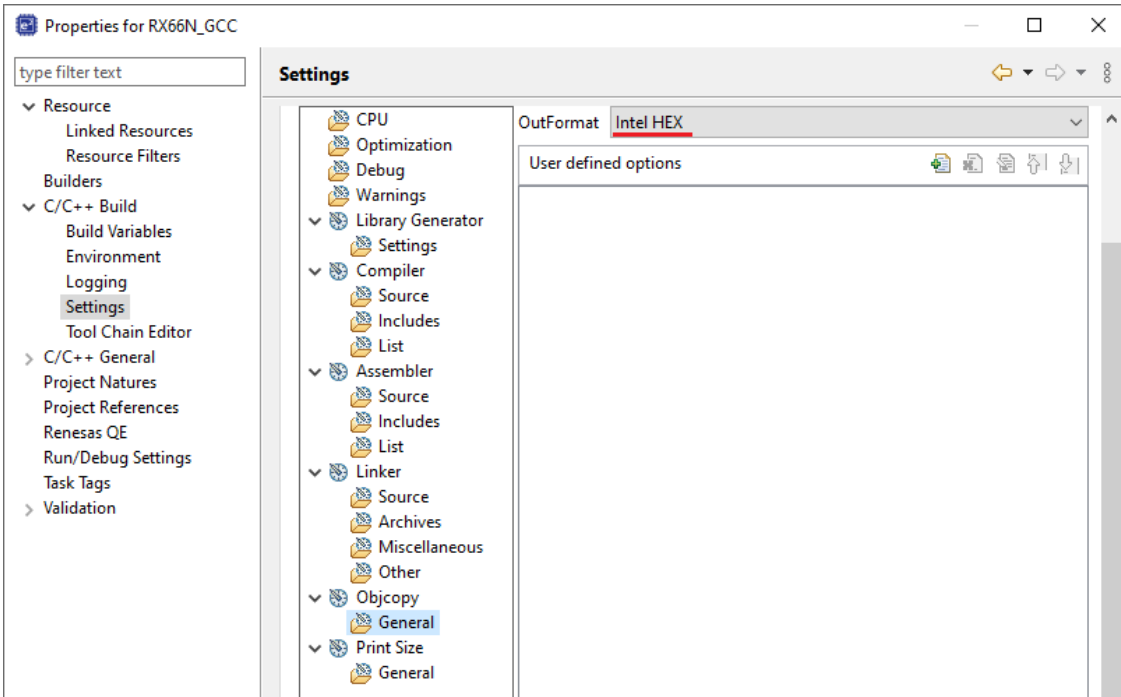 Properties for RX66N_GCC
type filter text
Resource
Linked Resources
Resource Filters
Builders
C/C++ Build
Build Variables
Environment
Logging
Settings
Tool Chain Editor
C/C++ General
Project Natures
Project References
Renesas QE
Run/Debug Settings
Task Tags
Validation
Settings
CPU
Optimization
Debug
Warnings
Library Generator
Settings
Compiler
Source
Includes
List
Assembler
Source
Includes
List
Linker
Source
Archives
Miscellaneous
Other
Objcopy
General
Print Size
General
OutFormat Intel HEX
User defined options